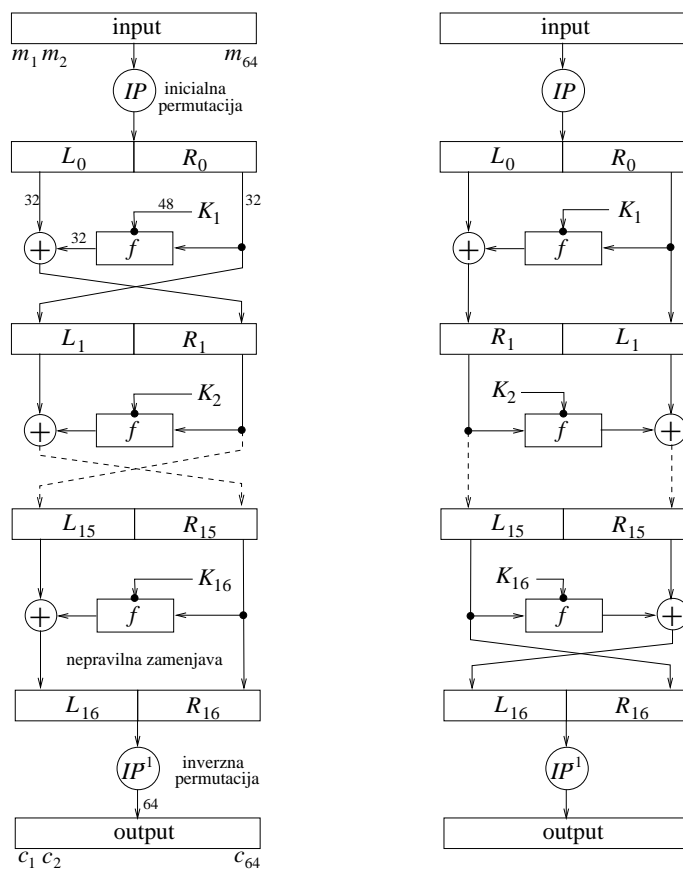 input
m1 m2 m64
IP
inicialna
permutacija
L0 R0
32 48 K1 32
32 f
+
L1 R1
K2
f
+
L15 R15
K16
f
+
nepravilna zamenjava
L16 R16
IP-1
inverzna
permutacija
64
output
c1 c2 c64
input
IP
L0 R0
K1
f
+
R1 L1
K2
f
+
L15 R15
K16
f
+
L16 R16
IP-1
output